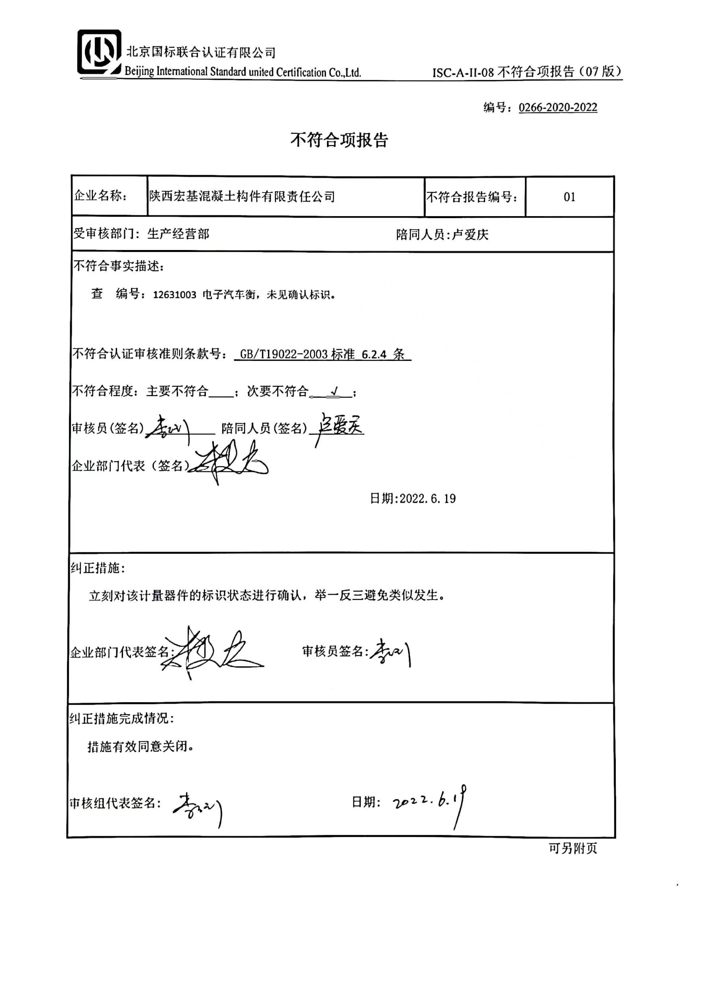 北京国标联合认证有限公司
Beijing International Standard united Certification Co.,Ltd. ISC-A-II-08 不符合项报告（07 版）
编号：0266-2020-2022
不符合项报告
企业名称： 陕西宏基混凝土构件有限责任公司 不符合报告编号： 01
受审核部门：生产经营部 陪同人员:卢爱庆
不符合事实描述：
查 编号：12631003 电子汽车衡，未见确认标识。
不符合认证审核准则条款号： GB/T19022-2003 标准 6.2.4 条
不符合程度：主要不符合____；次要不符合 √ ；
审核员(签名) 陪同人员(签名) 卢爱庆
企业部门代表（签名）
日期:2022.6.19
纠正措施：
立刻对该计量器件的标识状态进行确认，举一反三避免类似发生。
企业部门代表签名: 审核员签名:
纠正措施完成情况：
措施有效同意关闭。
审核组代表签名： 日期： 2022.6.19
可另附页